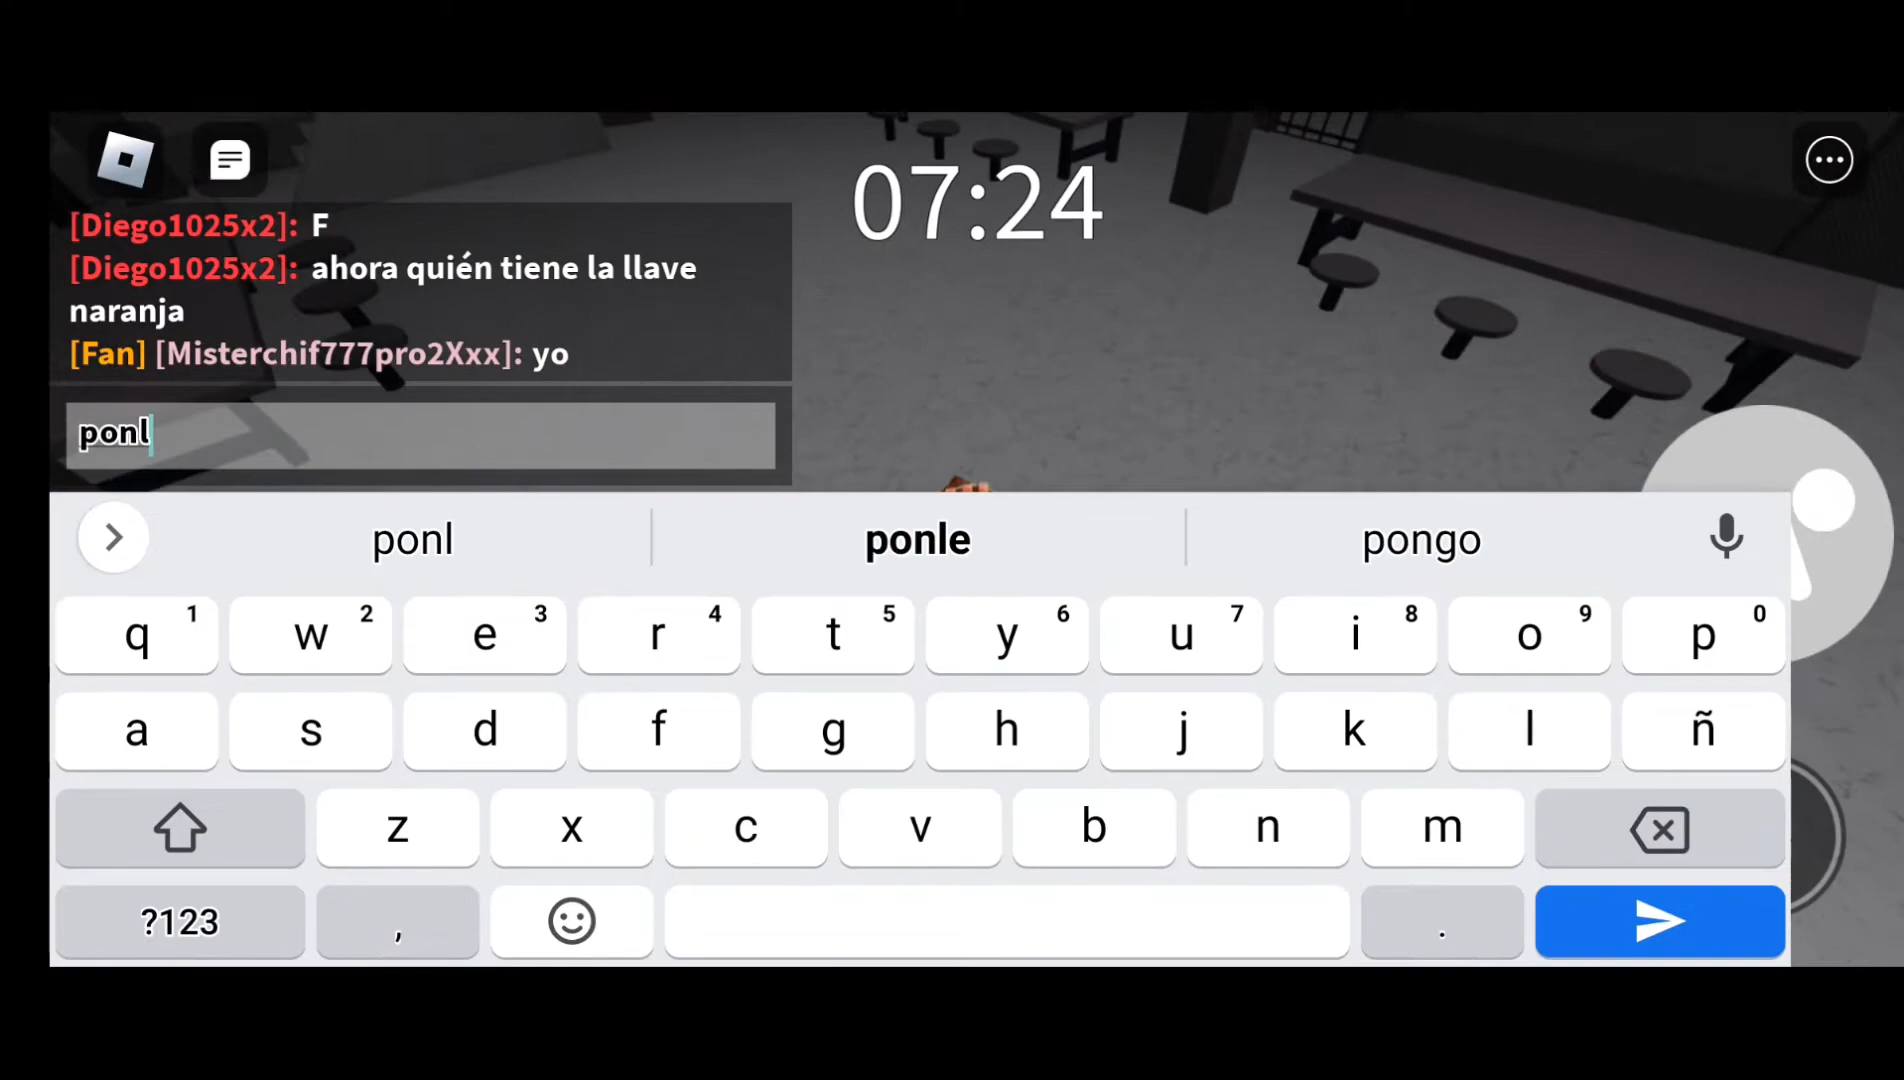 07:24
[Diego1025x2]: F
[Diego1025x2]: ahora quién tiene la llave
naranja
[Fan] [Misterchif777pro2Xxx]: yo
ponl
ponl ponle pongo
q 1 w 2 e 3 r 4 t 5 y 6 u 7 i 8 o 9 p 0
a s d f g h j k l ñ
z x c v b n m
?123 , .